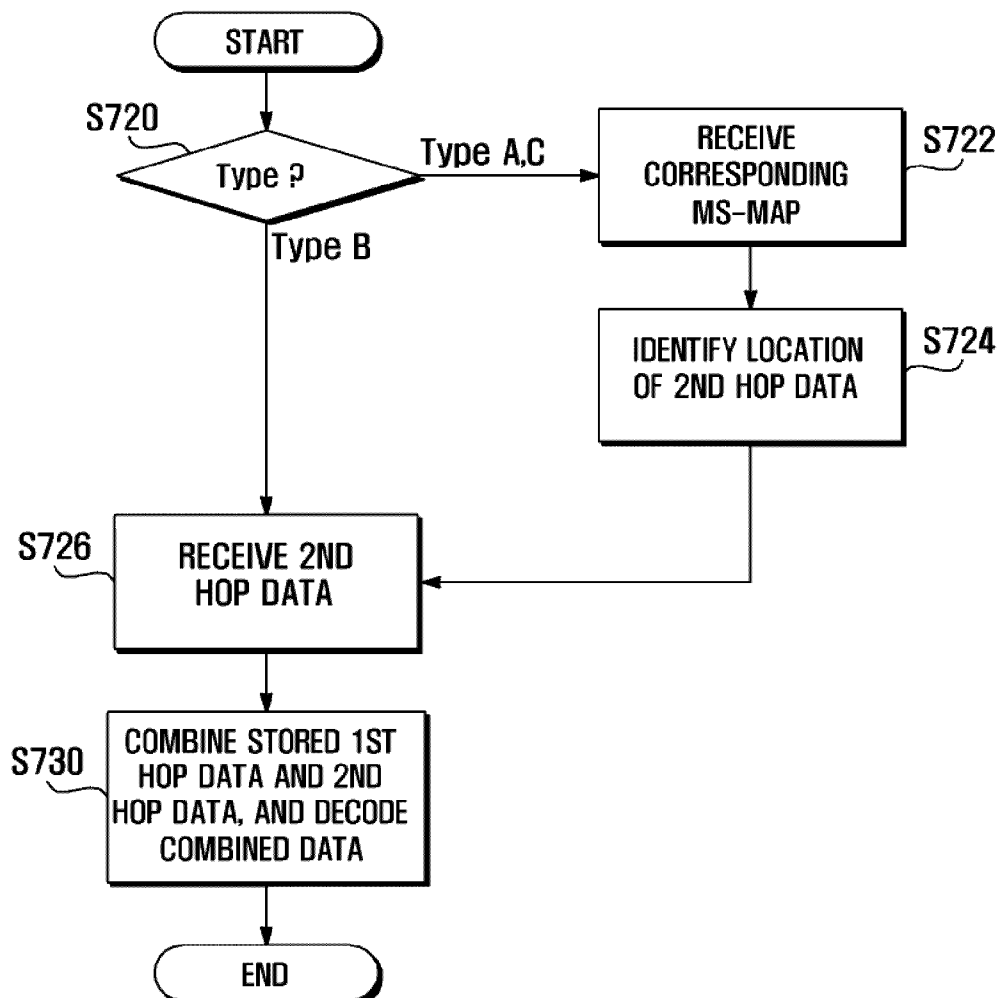 START
S720
Type ?
Type A,C
Type B
RECEIVE
CORRESPONDING
MS-MAP
S722
IDENTIFY LOCATION
OF 2ND HOP DATA
S724
S726
RECEIVE 2ND
HOP DATA
S730
COMBINE STORED 1ST
HOP DATA AND 2ND
HOP DATA, AND DECODE
COMBINED DATA
END